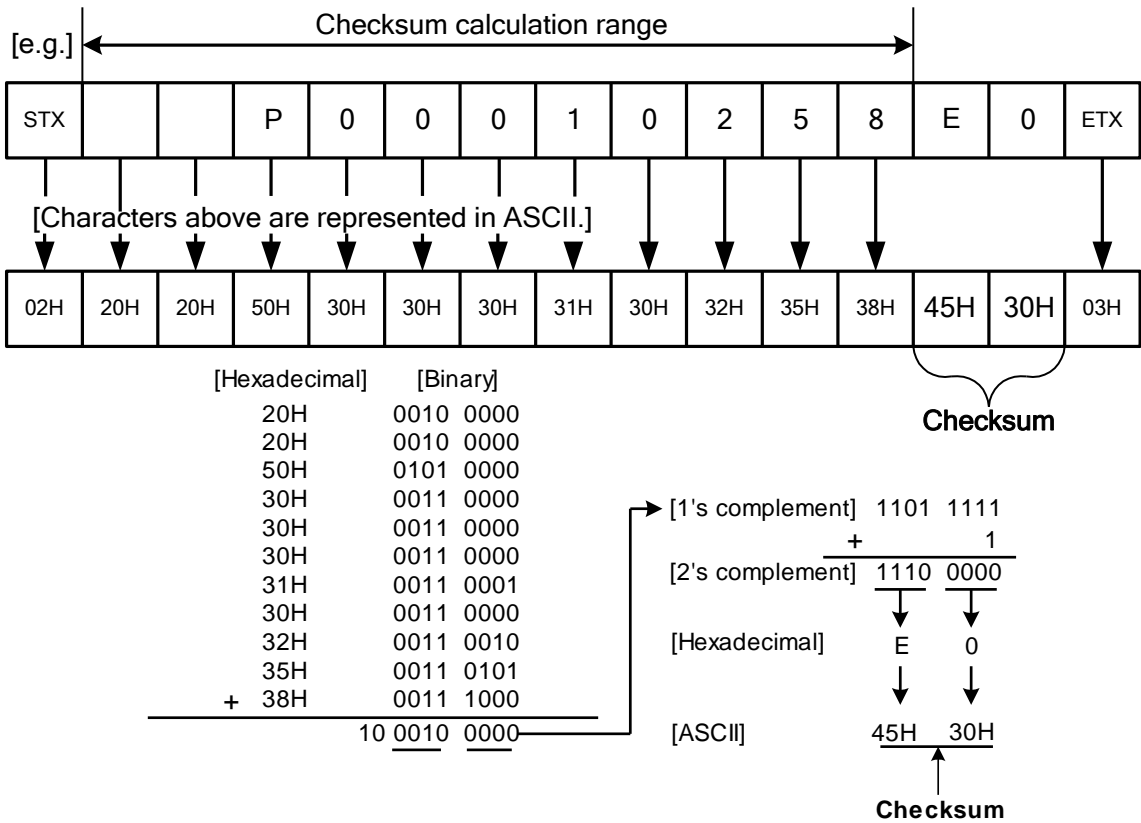 Checksum calculation range
[e.g.]
STX P 0 0 0 1 0 2 5 8 E 0 ETX
[Characters above are represented in ASCII.]
02H 20H 20H 50H 30H 30H 30H 31H 30H 32H 35H 38H 45H 30H 03H
Checksum
[Hexadecimal] [Binary]
20H 0010 0000
20H 0010 0000
50H 0101 0000
30H 0011 0000
30H 0011 0000
30H 0011 0000
31H 0011 0001
30H 0011 0000
32H 0011 0010
35H 0011 0101
+ 38H 0011 1000
10 0010 0000
[1's complement] 1101 1111
+ 1
[2's complement] 1110 0000
[Hexadecimal] E 0
[ASCII] 45H 30H
Checksum